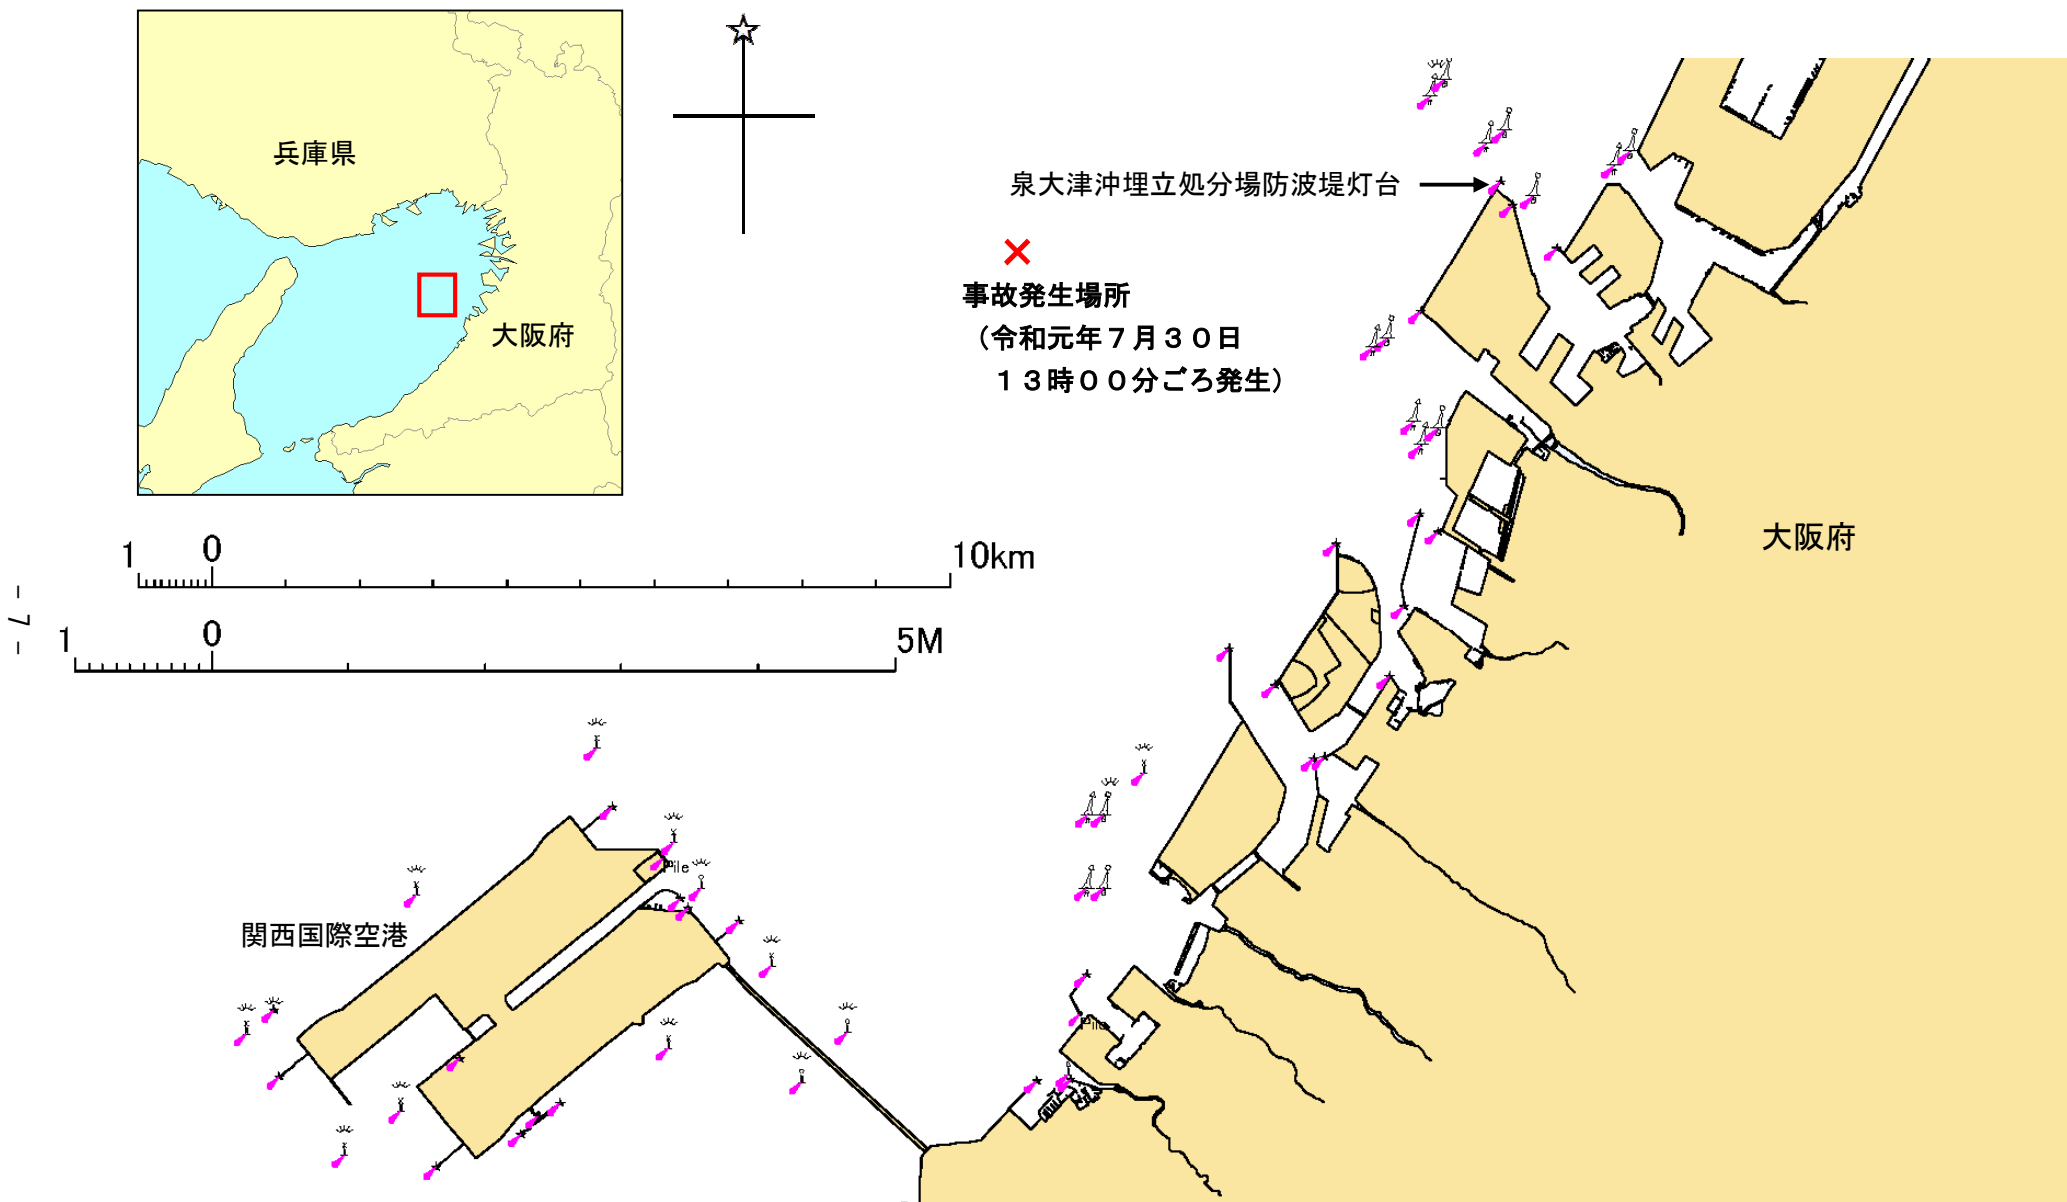 兵庫県
大阪府
泉大津沖埋立処分場防波堤灯台
事故発生場所
（令和元年７月３０日
１３時００分ごろ発生）
大阪府
1 0 10km
1 0 5M
- 7 -
Pile
関西国際空港
Pile